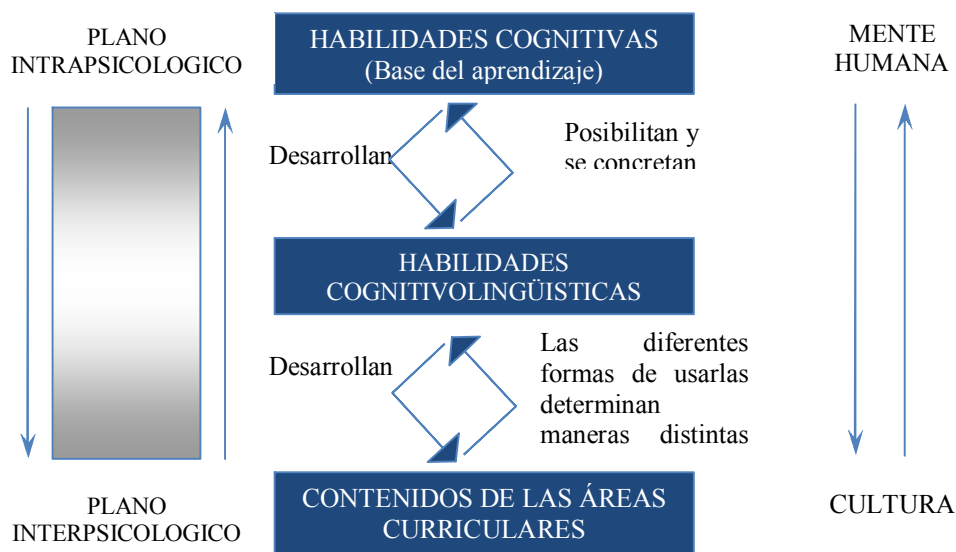 PLANO
INTRAPSICOLOGICO
HABILIDADES COGNITIVAS
(Base del aprendizaje)
MENTE
HUMANA
Desarrollan
Posibilitan y
se concretan
HABILIDADES
COGNITIVOLINGÜISTICAS
Desarrollan
Las diferentes
formas de usarlas
determinan
maneras distintas
PLANO
INTERPSICOLOGICO
CONTENIDOS DE LAS ÁREAS
CURRICULARES
CULTURA